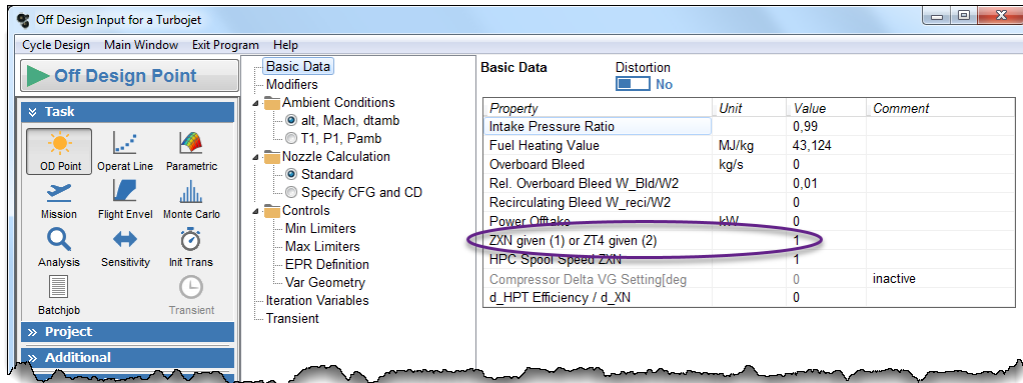 Off Design Input for a Turbojet
Cycle Design Main Window Exit Program Help
Off Design Point
Task
OD Point Operat Line Parametric
Mission Flight Envel Monte Carlo
Analysis Sensitivity Init Trans
Batchjob Transient
Project
Additional
Basic Data
Modifiers
Ambient Conditions
alt, Mach, dtamb
T1, P1, Pamb
Nozzle Calculation
Standard
Specify CFG and CD
Controls
Min Limiters
Max Limiters
EPR Definition
Var Geometry
Iteration Variables
Transient
Basic Data Distortion
No
Property Unit Value Comment
Intake Pressure Ratio 0,99
Fuel Heating Value MJ/kg 43,124
Overboard Bleed kg/s 0
Rel. Overboard Bleed W_Bld/W2 0,01
Recirculating Bleed W_reci/W2 0
Power Offtake kW 0
ZXN given (1) or ZT4 given (2) 1
HPC Spool Speed ZXN 1
Compressor Delta VG Setting[deg 0 inactive
d_HPT Efficiency / d_XN 0